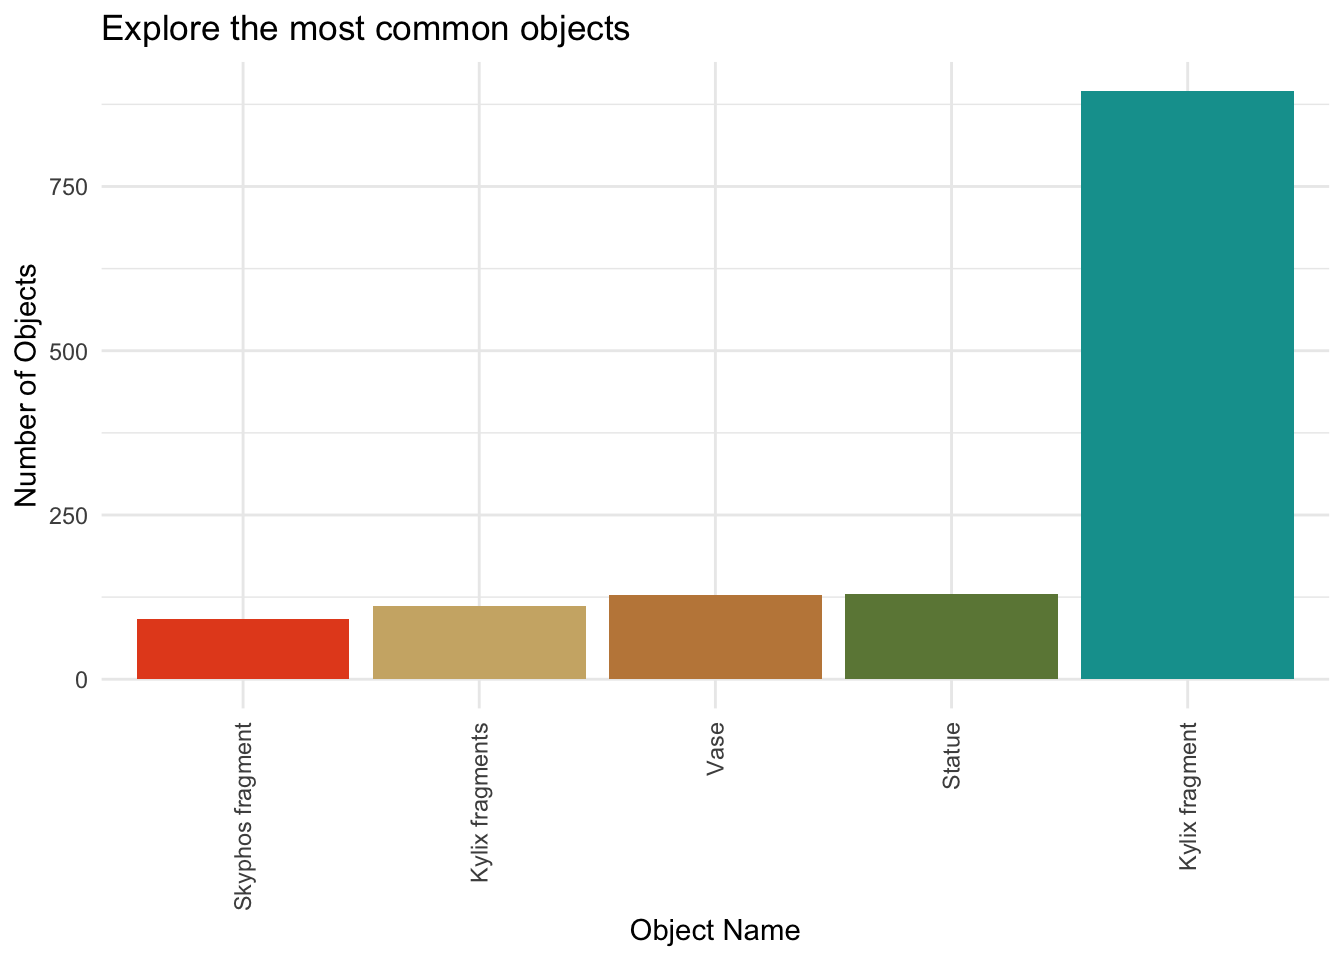 Explore the most common objects
Number of Objects
750
500
250
0
Skyphos fragment
Kylix fragments
Vase
Statue
Kylix fragment
Object Name